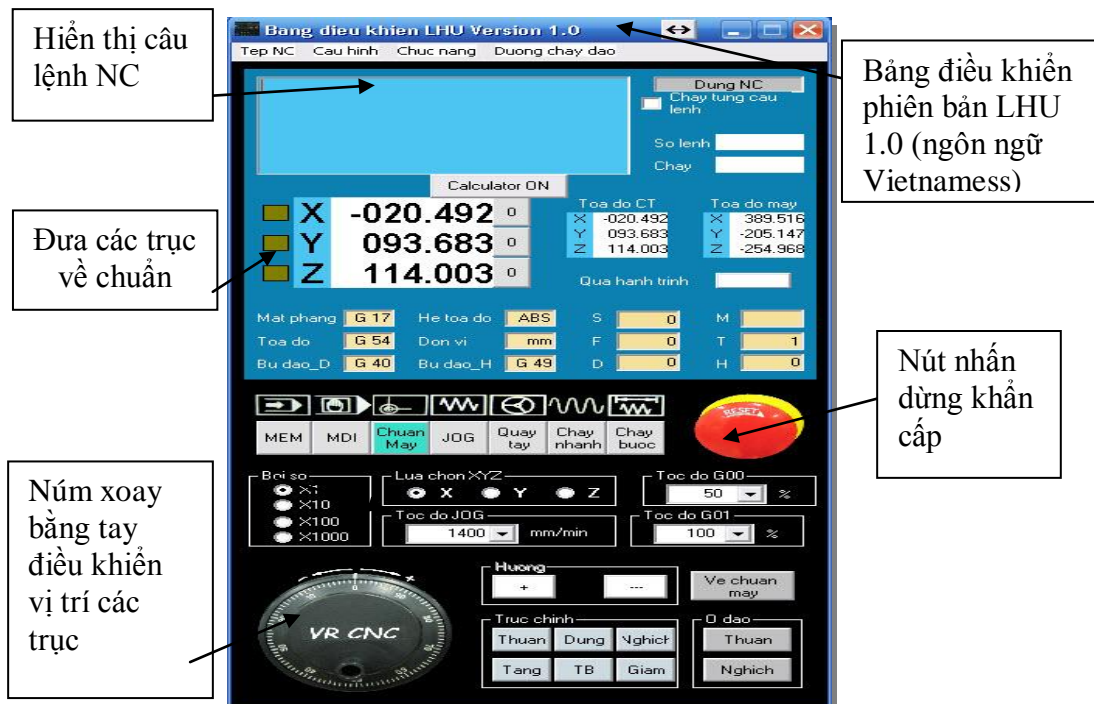 Hiển thị câu
lệnh NC
Bang dieu khien LHU Version 1.0
Tep NC Cau hinh Chuc nang Duong chay dao
Bảng điều khiển
phiên bản LHU
1.0 (ngôn ngữ
Vietnamess)
Dung NC
Chay tung cau
lenh
So lenh
Chay
Calculator ON
Đưa các trục
về chuẩn
X -020.492 0
Y 093.683 0
Z 114.003 0
Toa do CT
X -020.492
Y 093.683
Z 114.003
Toa do may
X 389.516
Y -205.147
Z -254.968
Qua hanh trinh
Mat phang G 17 He toa do ABS S 0 M
Toa do G 54 Don vi mm F 0 T 1
Bu dao_D G 40 Bu dao_H G 49 D 0 H 0
Nút nhấn
dừng khẩn
cấp
RESET
MEM MDI Chuan May JOG Quay tay Chay nhanh Chay buoc
Núm xoay
bằng tay
điều khiển
vị trí các
trục
Boi so
X1
X10
X100
X1000
Lua chon XYZ
X Y Z
Toc do G00
50 %
Toc do JOG
1400 mm/min
Toc do G01
100 %
Huong
+ ---
Ve chuan
may
VR CNC
Truc chinh
Thuan Dung Nghich
Tang TB Giam
O dao
Thuan
Nghich